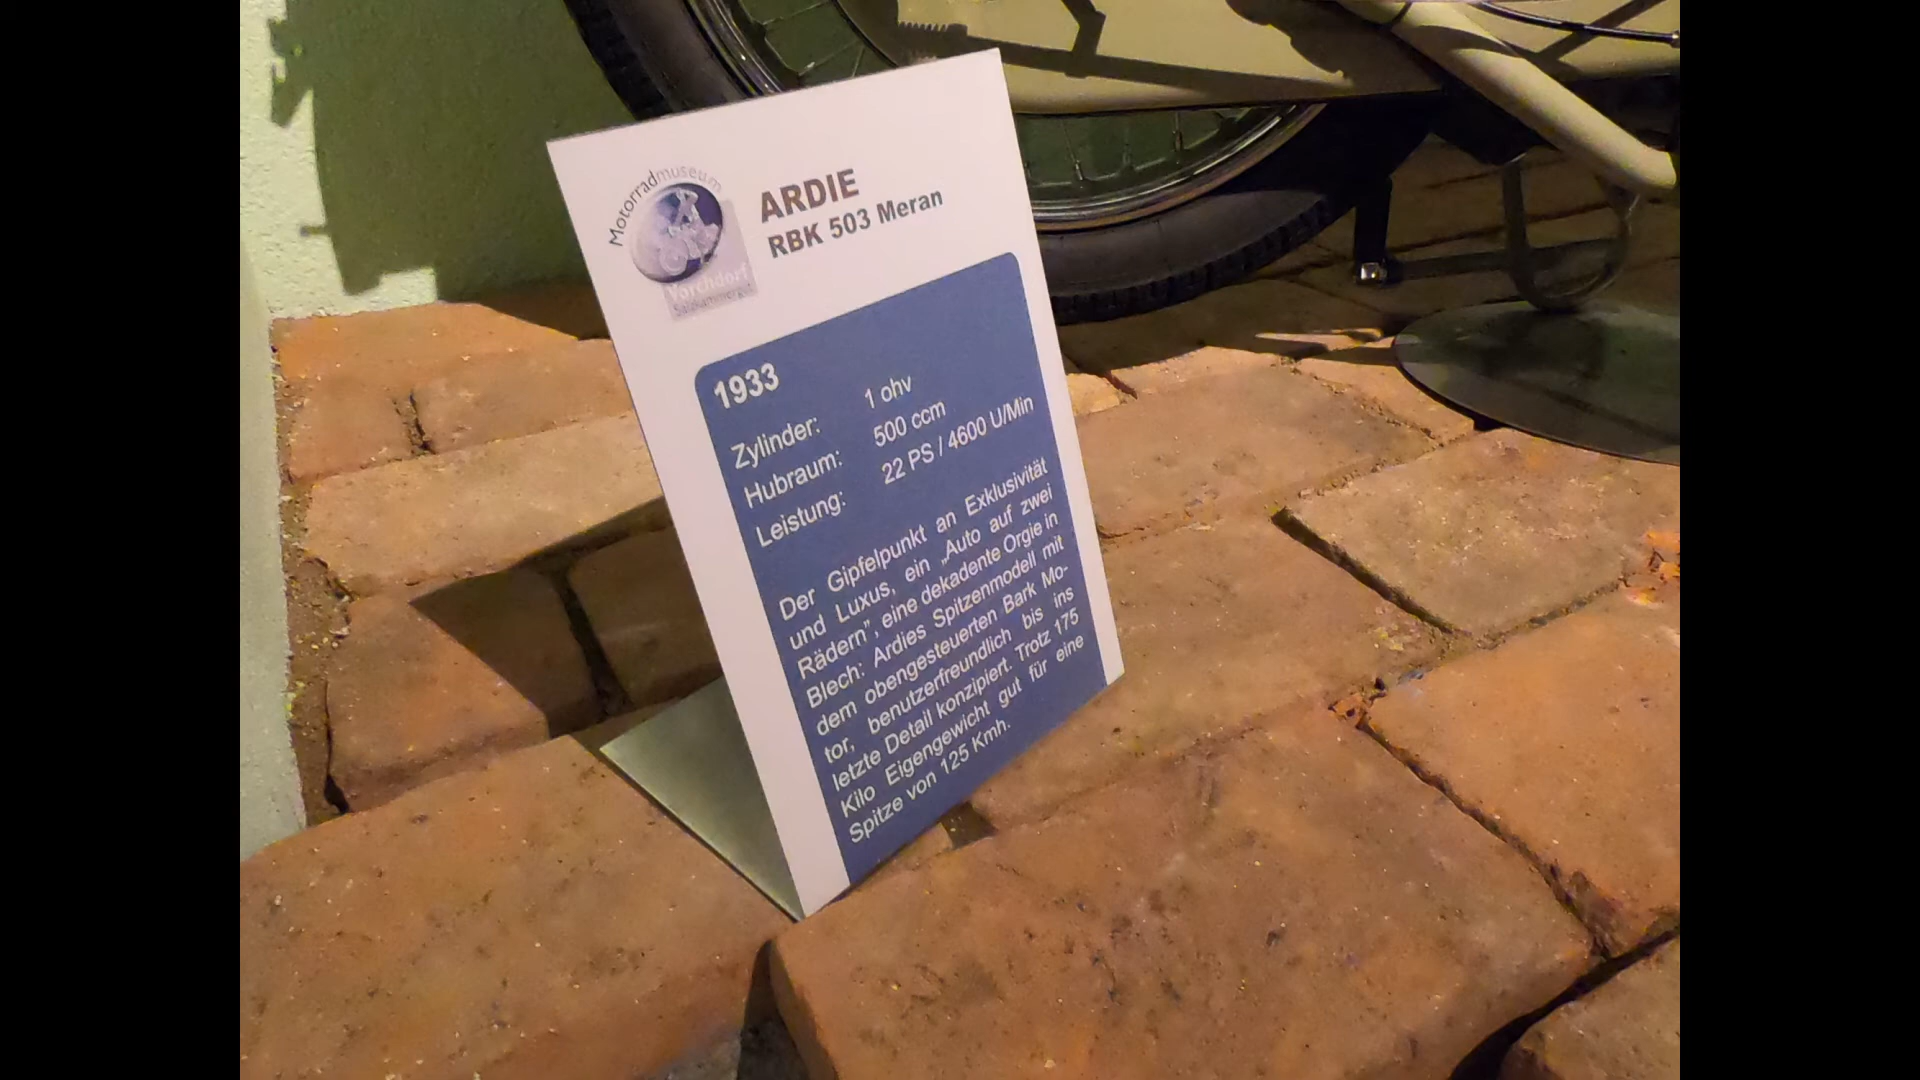 Motorradmuseum
Vorchdorf
Salzkammergut
ARDIE
RBK 503 Meran
1933
Zylinder: 1 ohv
Hubraum: 500 ccm
Leistung: 22 PS / 4600 U/Min
Der Gipfelpunkt an Exklusivität
und Luxus, ein „Auto auf zwei
Rädern”, eine dekadente Orgie in
Blech: Ardies Spitzenmodell mit
dem obengesteuerten Bark Mo-
tor, benutzerfreundlich bis ins
letzte Detail konzipiert. Trotz 175
Kilo Eigengewicht gut für eine
Spitze von 125 Kmh.